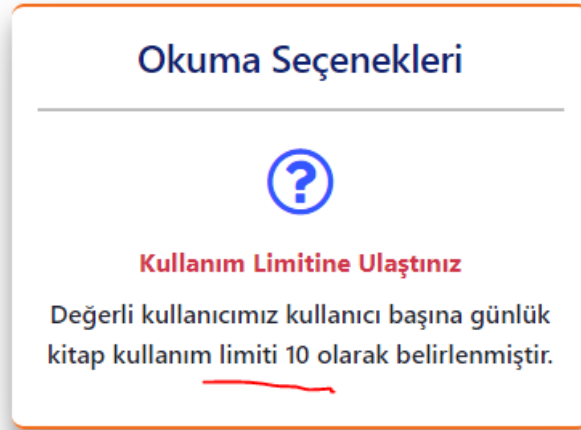 Okuma Seçenekleri
?
Kullanım Limitine Ulaştınız
Değerli kullanıcımız kullanıcı başına günlük
kitap kullanım limiti 10 olarak belirlenmiştir.